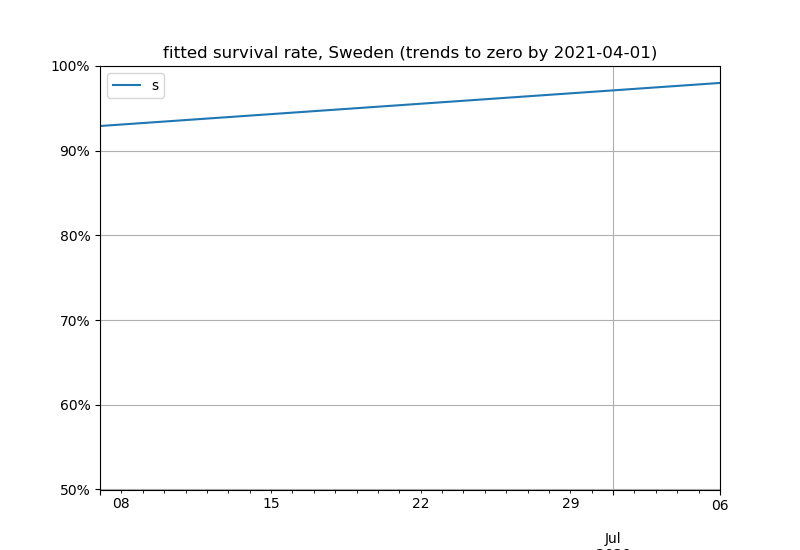 fitted survival rate, Sweden (trends to zero by 2021-04-01)
100%
s
90%
80%
70%
60%
50%
08 15 22 29 06
Jul